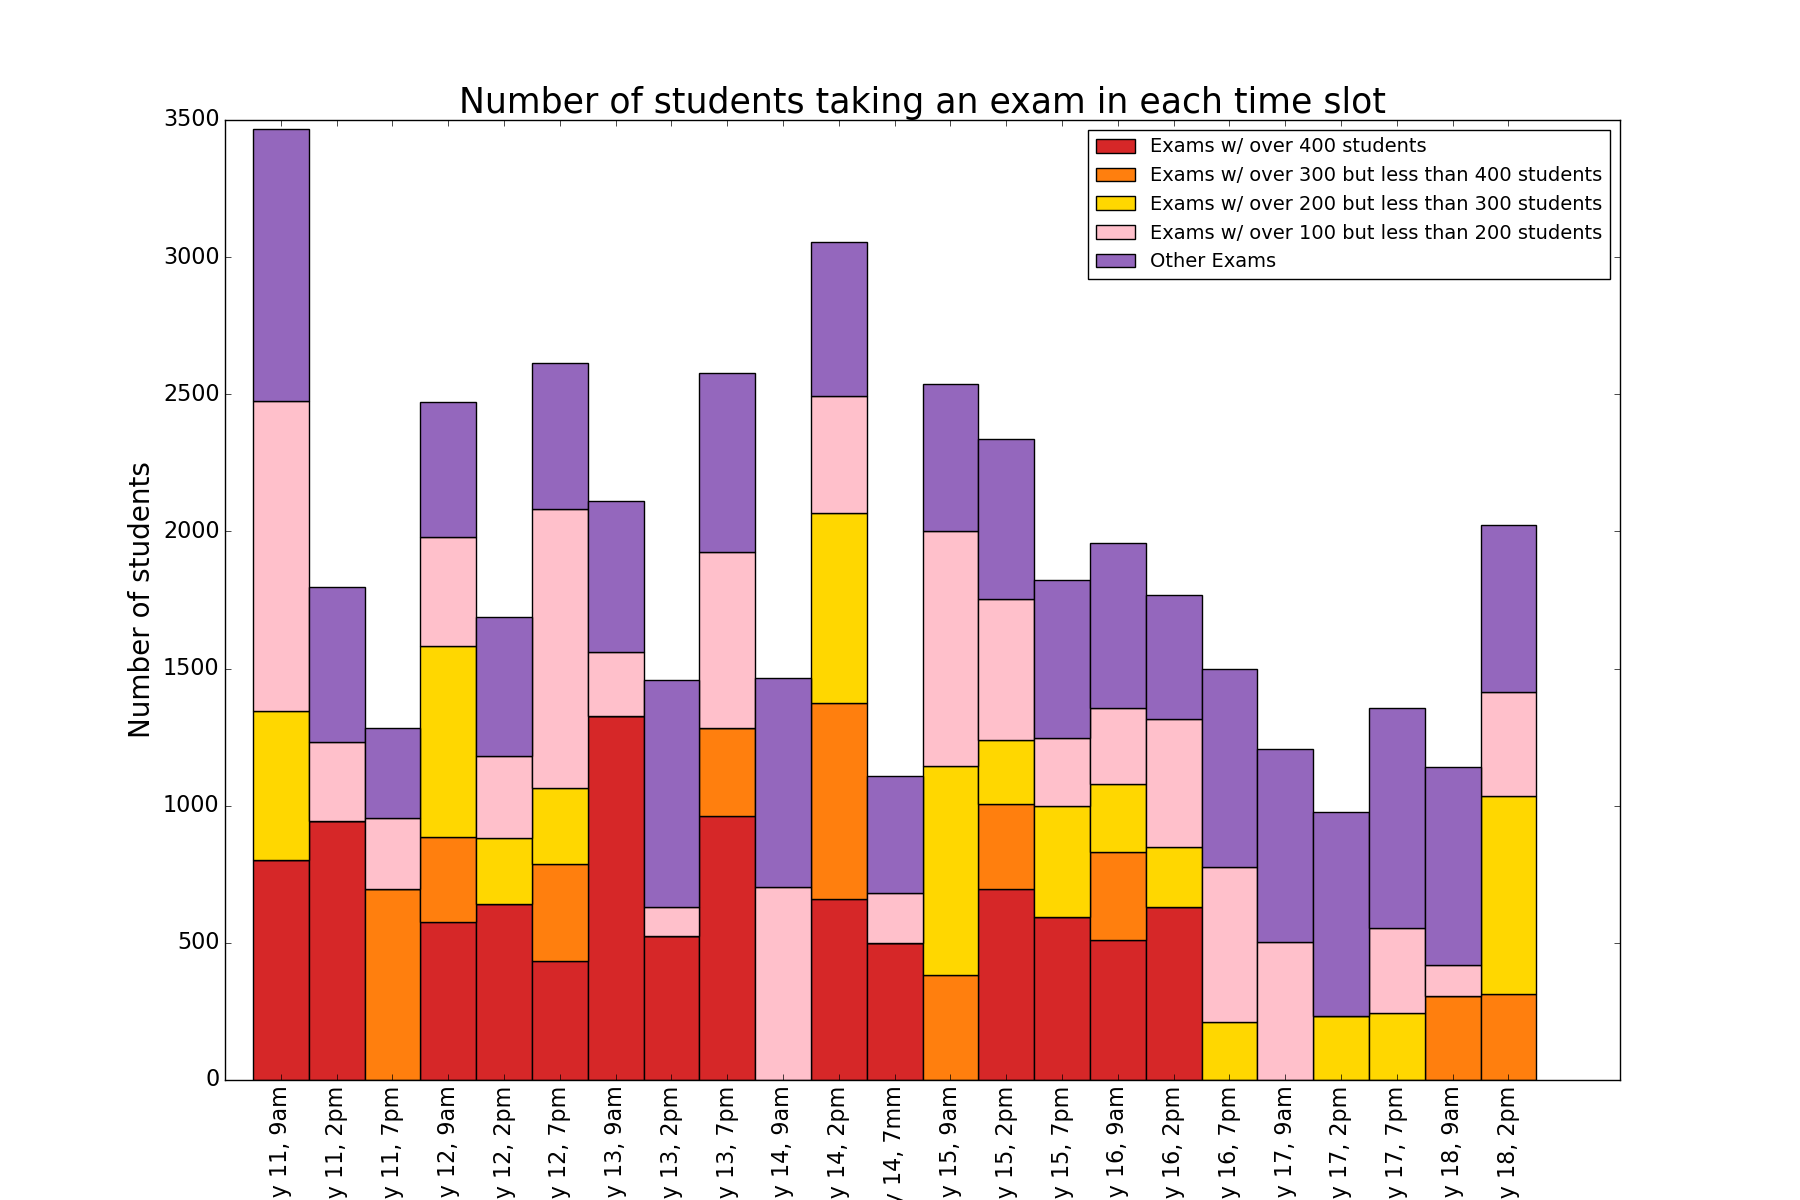 Number of students taking an exam in each time slot
Number of students
3500
3000
2500
2000
1500
1000
500
0
Exams w/ over 400 students
Exams w/ over 300 but less than 400 students
Exams w/ over 200 but less than 300 students
Exams w/ over 100 but less than 200 students
Other Exams
y 11, 9am
y 11, 2pm
y 11, 7pm
y 12, 9am
y 12, 2pm
y 12, 7pm
y 13, 9am
y 13, 2pm
y 13, 7pm
y 14, 9am
y 14, 2pm
y 14, 7mm
y 15, 9am
y 15, 2pm
y 15, 7pm
y 16, 9am
y 16, 2pm
y 16, 7pm
y 17, 9am
y 17, 2pm
y 17, 7pm
y 18, 9am
y 18, 2pm